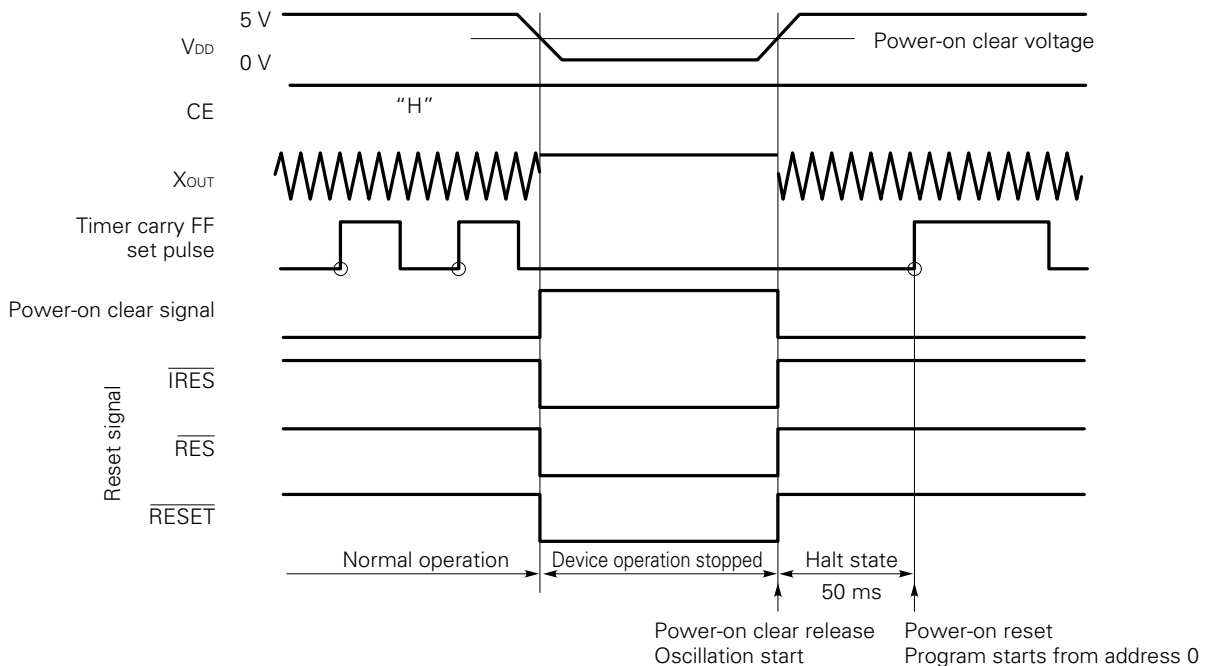 5 V
VDD
0 V
Power-on clear voltage
CE
“H”
XOUT
Timer carry FF
set pulse
Power-on clear signal
Reset signal
IRES
RES
RESET
Normal operation
Device operation stopped
Halt state
50 ms
Power-on clear release
Oscillation start
Power-on reset
Program starts from address 0